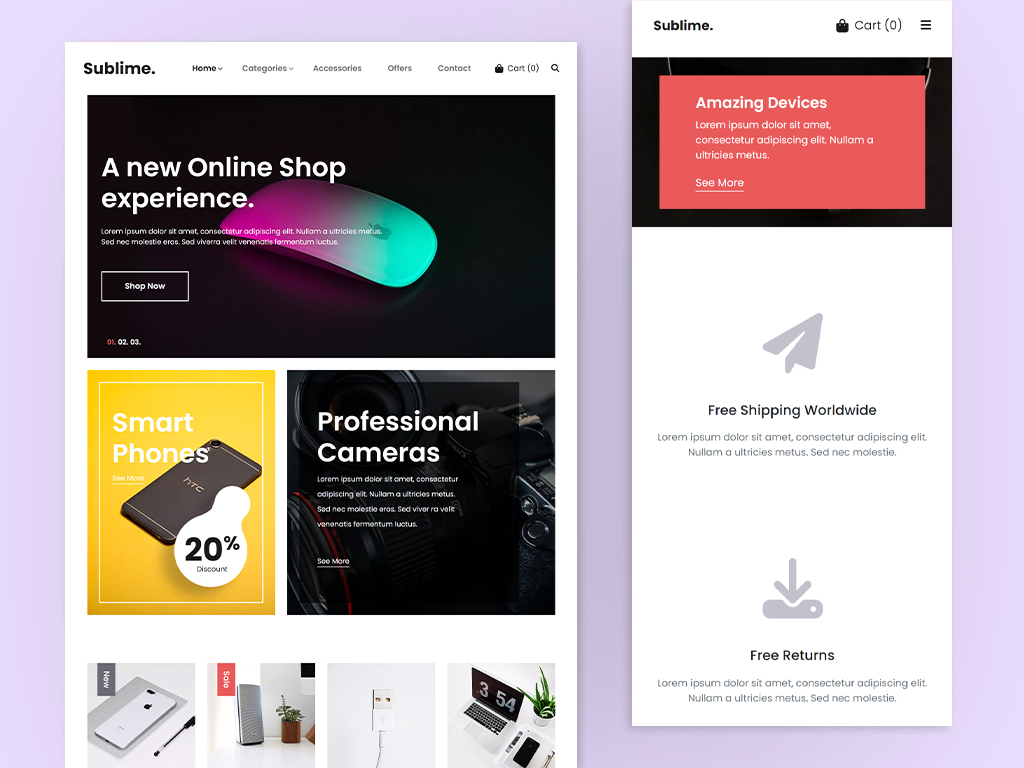 Sublime.
Home Categories Accessories Offers Contact Cart (0)
A new Online Shop
experience.
Lorem ipsum dolor sit amet, consectetur adipiscing elit. Nullam a ultricies metus.
Sed nec molestie eros. Sed viverra velit venenatis fermentum luctus.
Shop Now
01. 02. 03.
Smart
Phones
See More
hTC
20%
Discount
Professional
Cameras
Lorem ipsum dolor sit amet, consectetur
adipiscing elit. Nullam a ultricies metus.
Sed nec molestie eros. Sed viver ra velit
venenatis fermentum luctus.
See More
New
Sale
3 54
Sublime.
Cart (0)
Amazing Devices
Lorem ipsum dolor sit amet,
consectetur adipiscing elit. Nullam a
ultricies metus.
See More
Free Shipping Worldwide
Lorem ipsum dolor sit amet, consectetur adipiscing elit.
Nullam a ultricies metus. Sed nec molestie.
Free Returns
Lorem ipsum dolor sit amet, consectetur adipiscing elit.
Nullam a ultricies metus. Sed nec molestie.